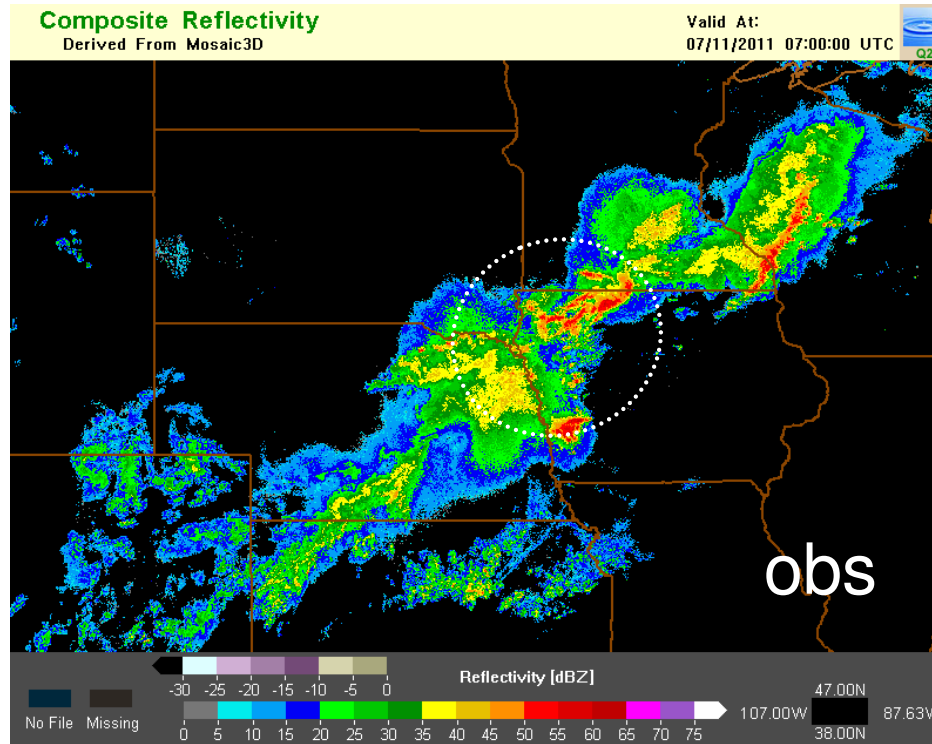 Composite Reflectivity
Derived From Mosaic3D
Valid At:
07/11/2011 07:00:00 UTC
Q2
obs
Reflectivity [dBZ]
-30 -25 -20 -15 -10 -5 0
No File Missing
0 5 10 15 20 25 30 35 40 45 50 55 60 65 70 75
47.00N
107.00W 87.63W
38.00N